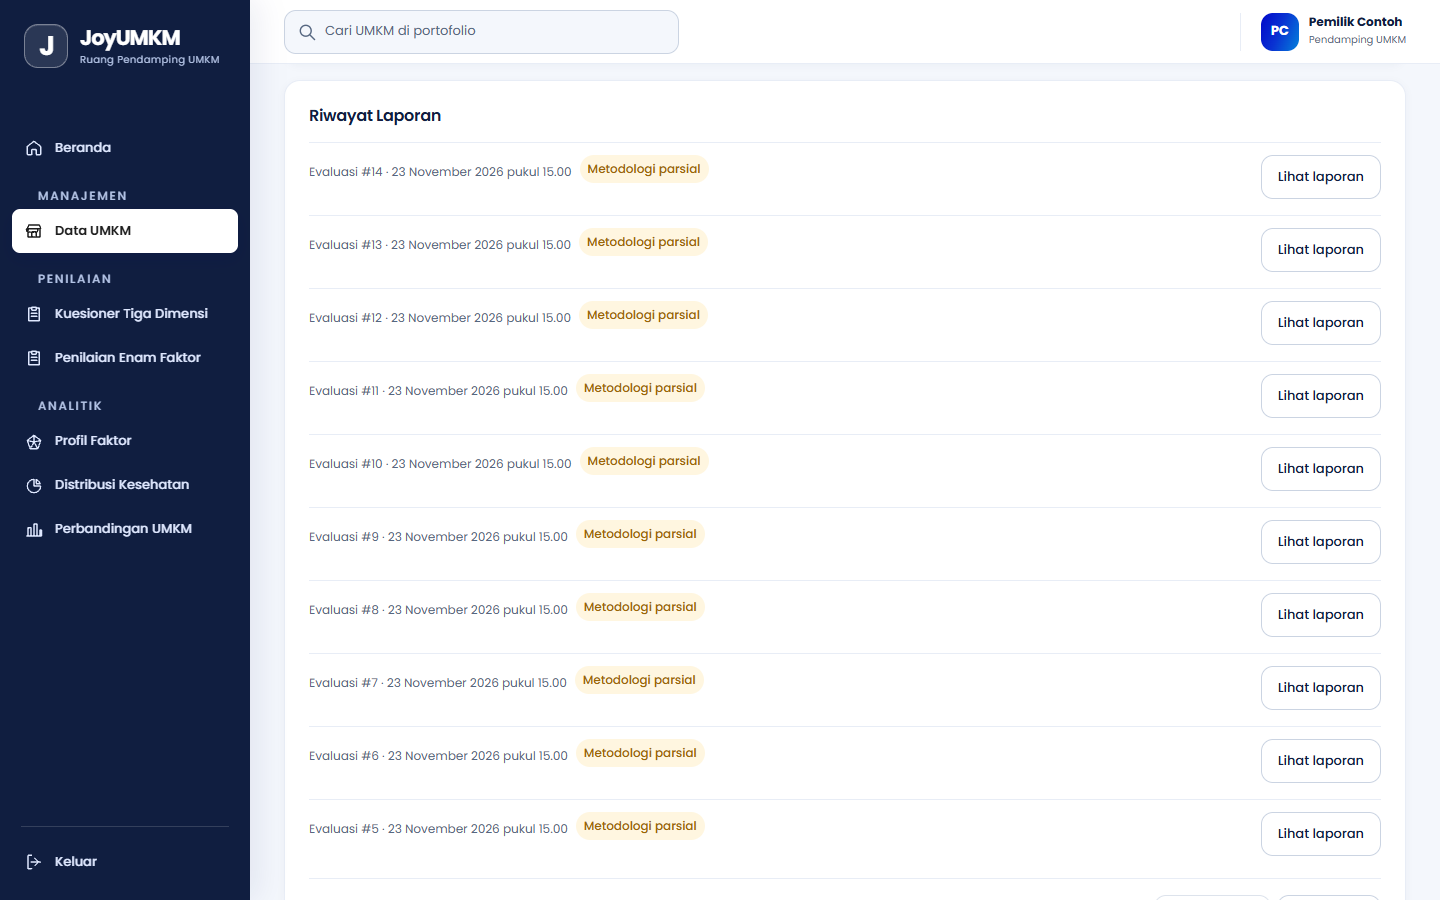 J
JoyUMKM
Ruang Pendamping UMKM
Beranda
MANAJEMEN
Data UMKM
PENILAIAN
Kuesioner Tiga Dimensi
Penilaian Enam Faktor
ANALITIK
Profil Faktor
Distribusi Kesehatan
Perbandingan UMKM
Keluar
Cari UMKM di portofolio
PC
Pemilik Contoh
Pendamping UMKM
Riwayat Laporan
Evaluasi #14 · 23 November 2026 pukul 15.00 Metodologi parsial Lihat laporan
Evaluasi #13 · 23 November 2026 pukul 15.00 Metodologi parsial Lihat laporan
Evaluasi #12 · 23 November 2026 pukul 15.00 Metodologi parsial Lihat laporan
Evaluasi #11 · 23 November 2026 pukul 15.00 Metodologi parsial Lihat laporan
Evaluasi #10 · 23 November 2026 pukul 15.00 Metodologi parsial Lihat laporan
Evaluasi #9 · 23 November 2026 pukul 15.00 Metodologi parsial Lihat laporan
Evaluasi #8 · 23 November 2026 pukul 15.00 Metodologi parsial Lihat laporan
Evaluasi #7 · 23 November 2026 pukul 15.00 Metodologi parsial Lihat laporan
Evaluasi #6 · 23 November 2026 pukul 15.00 Metodologi parsial Lihat laporan
Evaluasi #5 · 23 November 2026 pukul 15.00 Metodologi parsial Lihat laporan